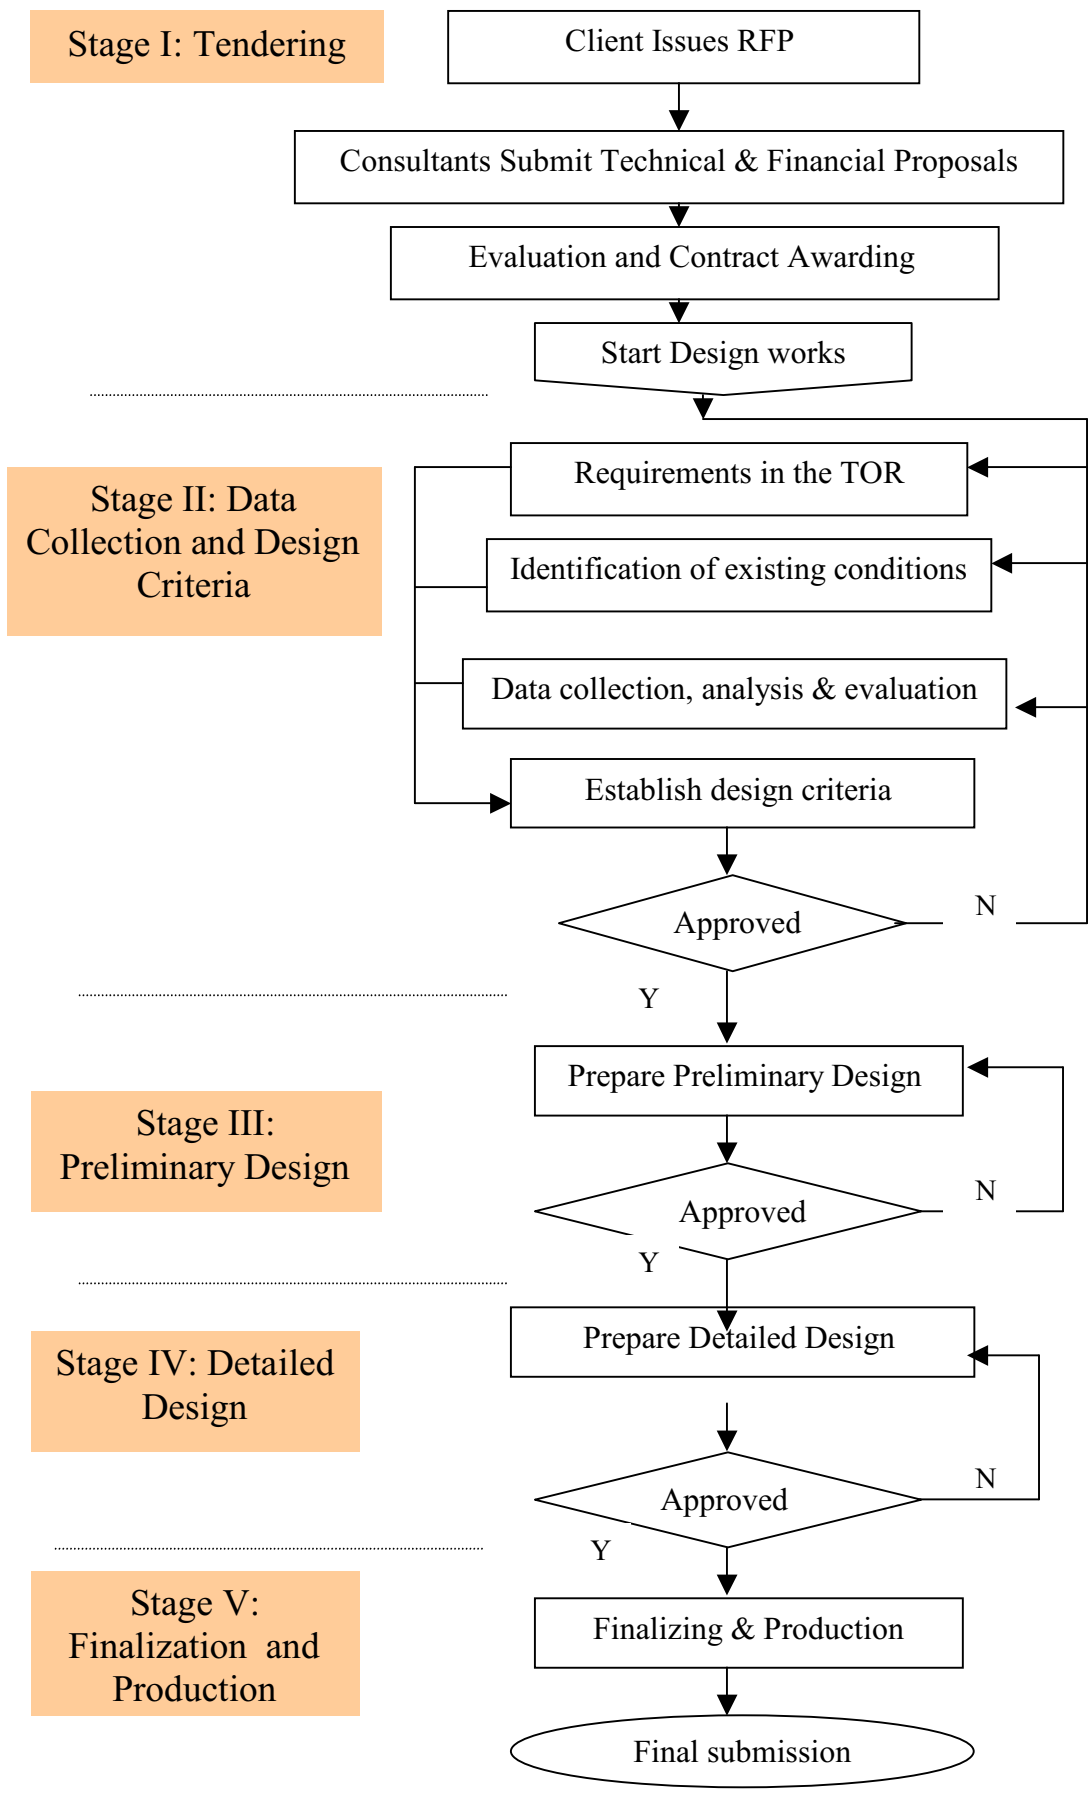 Stage I: Tendering
Client Issues RFP
Consultants Submit Technical & Financial Proposals
Evaluation and Contract Awarding
Start Design works
Stage II: Data
Collection and Design
Criteria
Requirements in the TOR
Identification of existing conditions
Data collection, analysis & evaluation
Establish design criteria
Approved
N
Y
Stage III:
Preliminary Design
Prepare Preliminary Design
Approved
N
Y
Stage IV: Detailed
Design
Prepare Detailed Design
Approved
N
Y
Stage V:
Finalization and
Production
Finalizing & Production
Final submission